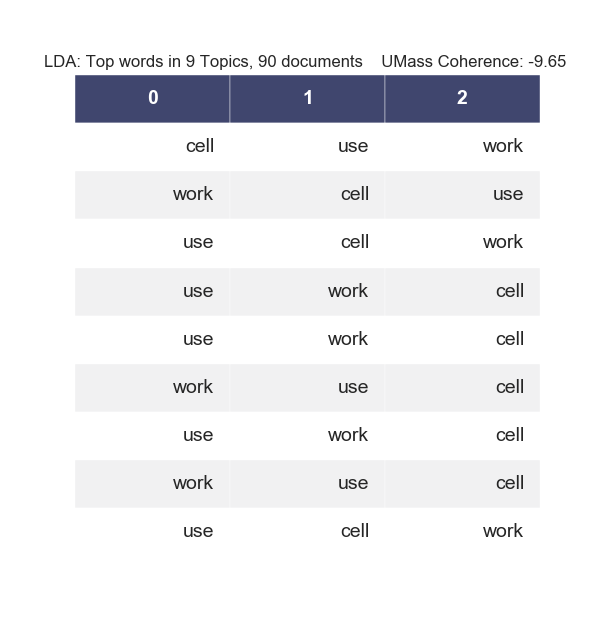 LDA: Top words in 9 Topics, 90 documents    UMass Coherence: -9.65
0 1 2
cell use work
work cell use
use cell work
use work cell
use work cell
work use cell
use work cell
work use cell
use cell work